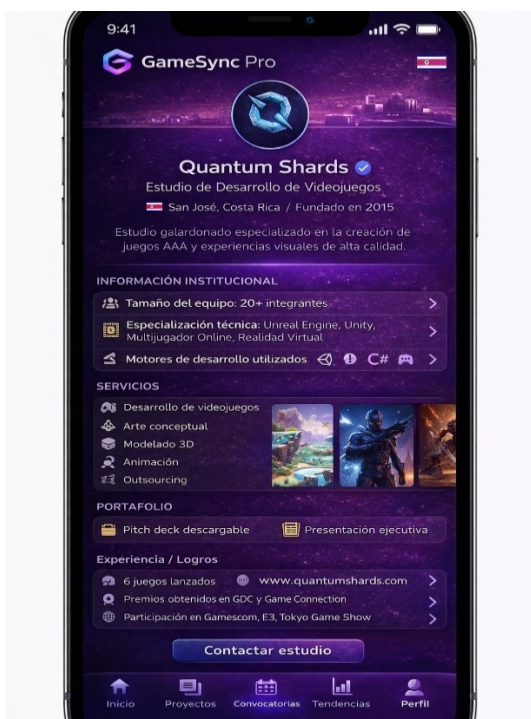 9:41
GameSync Pro
Quantum Shards
Estudio de Desarrollo de Videojuegos
San José, Costa Rica / Fundado en 2015
Estudio galardonado especializado en la creación de
juegos AAA y experiencias visuales de alta calidad.
INFORMACIÓN INSTITUCIONAL
Tamaño del equipo: 20+ integrantes
Especialización técnica: Unreal Engine, Unity,
Multijugador Online, Realidad Virtual
Motores de desarrollo utilizados C#
SERVICIOS
Desarrollo de videojuegos
Arte conceptual
Modelado 3D
Animación
Outsourcing
PORTAFOLIO
Pitch deck descargable Presentación ejecutiva
Experiencia / Logros
6 juegos lanzados www.quantumshards.com
Premios obtenidos en GDC y Game Connection
Participación en Gamescom, E3, Tokyo Game Show
Contactar estudio
Inicio Proyectos Convocatorias Tendencias Perfil